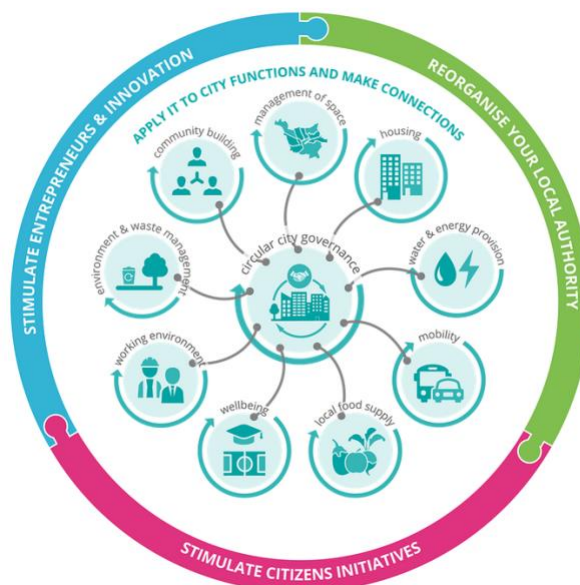 STIMULATE ENTREPRENEURS & INNOVATION
REORGANISE YOUR LOCAL AUTHORITY
APPLY IT TO CITY FUNCTIONS AND MAKE CONNECTIONS
management of space
community building
housing
environment & waste management
circular city governance
water & energy provision
working environment
mobility
wellbeing
local food supply
STIMULATE CITIZENS INITIATIVES